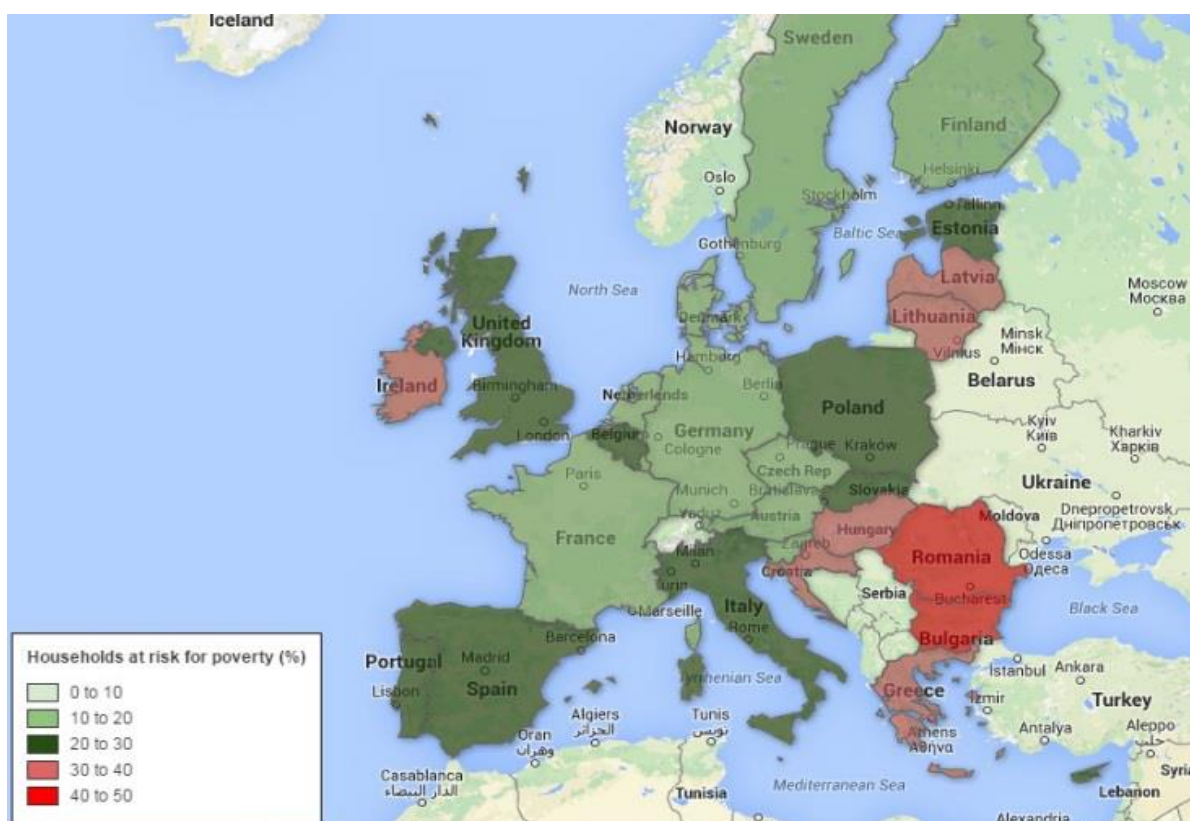 Iceland
Sweden
Norway
Finland
Oslo
Helsinki
Stockholm
Tallinn
Baltic Sea
Estonia
Gothenburg
Latvia
Moscow
Москва
North Sea
Denmark
Lithuania
United
Kingdom
Vilnius
Minsk
Мінск
Hamburg
Ireland
Birmingham
Netherlands
Berlin
Belarus
London
Belgium
Germany
Cologne
Poland
Kyiv
Київ
Kharkiv
Харків
Prague
Kraków
Paris
Czech Rep
Ukraine
Munich
Bratislava
Slovakia
Vaduz
Austria
Moldova
Dnepropetrovsk
Дніпропетровськ
France
Hungary
Zagreb
Milan
Romania
Odessa
Одеса
Croatia
Turin
Serbia
Bucharest
Marseille
Italy
Black Sea
Barcelona
Rome
Bulgaria
Portugal
Madrid
Istanbul
Ankara
Lisbon
Spain
Tyrrhenian Sea
Greece
Izmir
Turkey
Algiers
الجزائر
Tunis
تونس
Athens
Αθήνα
Antalya
Aleppo
حلب
Oran
وهران
Casablanca
الدار البيضاء
Tunisia
Mediterranean Sea
Syria
Lebanon
Alexandria
Households at risk for poverty (%)
0 to 10
10 to 20
20 to 30
30 to 40
40 to 50